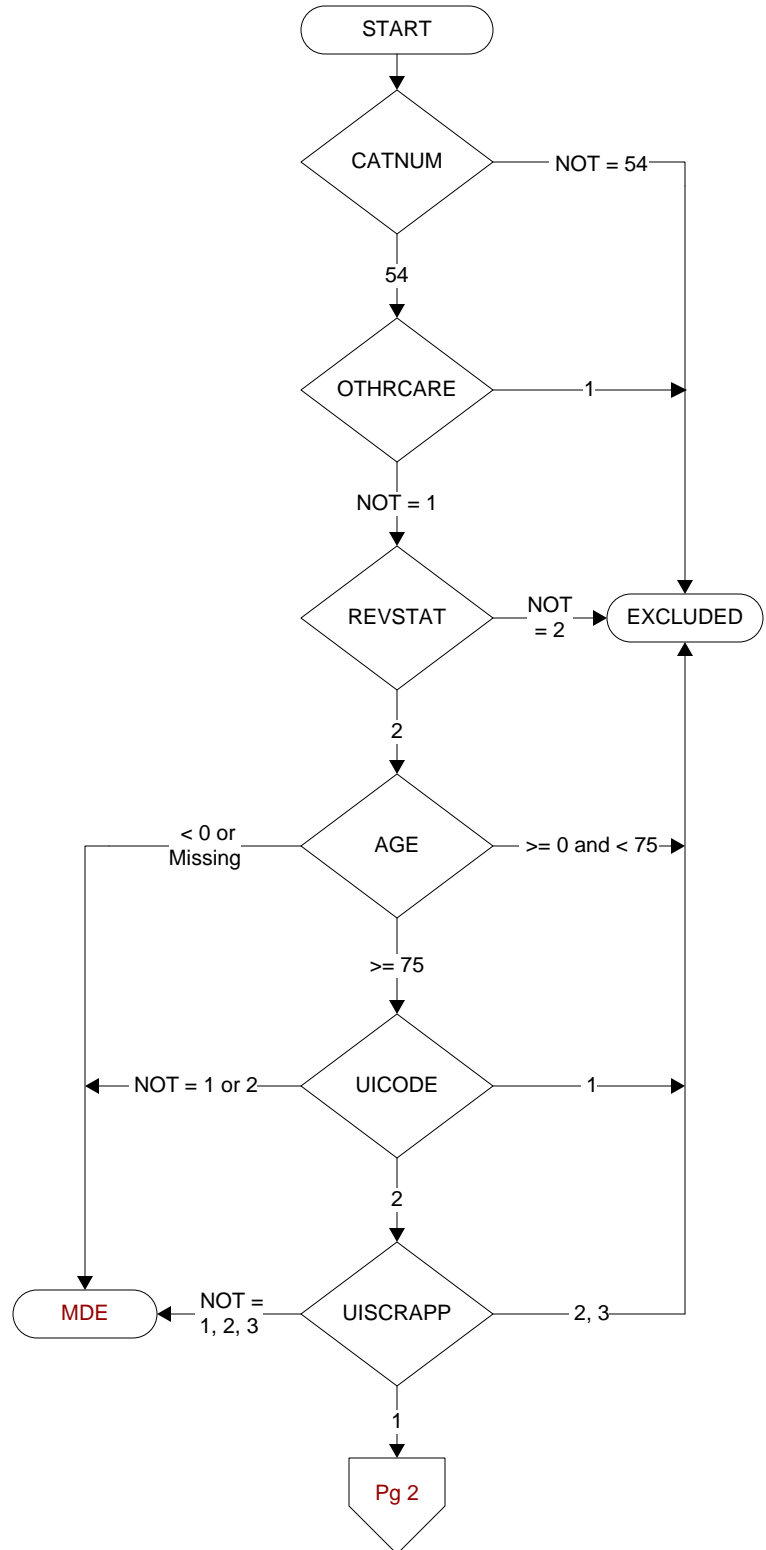 START
CATNUM
NOT = 54
54
OTHRCARE
1
NOT = 1
REVSTAT
NOT
= 2
EXCLUDED
2
< 0 or
Missing
AGE
>= 0 and < 75
>= 75
NOT = 1 or 2
UICODE
1
2
MDE
NOT =
1, 2, 3
UISCRAPP
2, 3
1
Pg 2